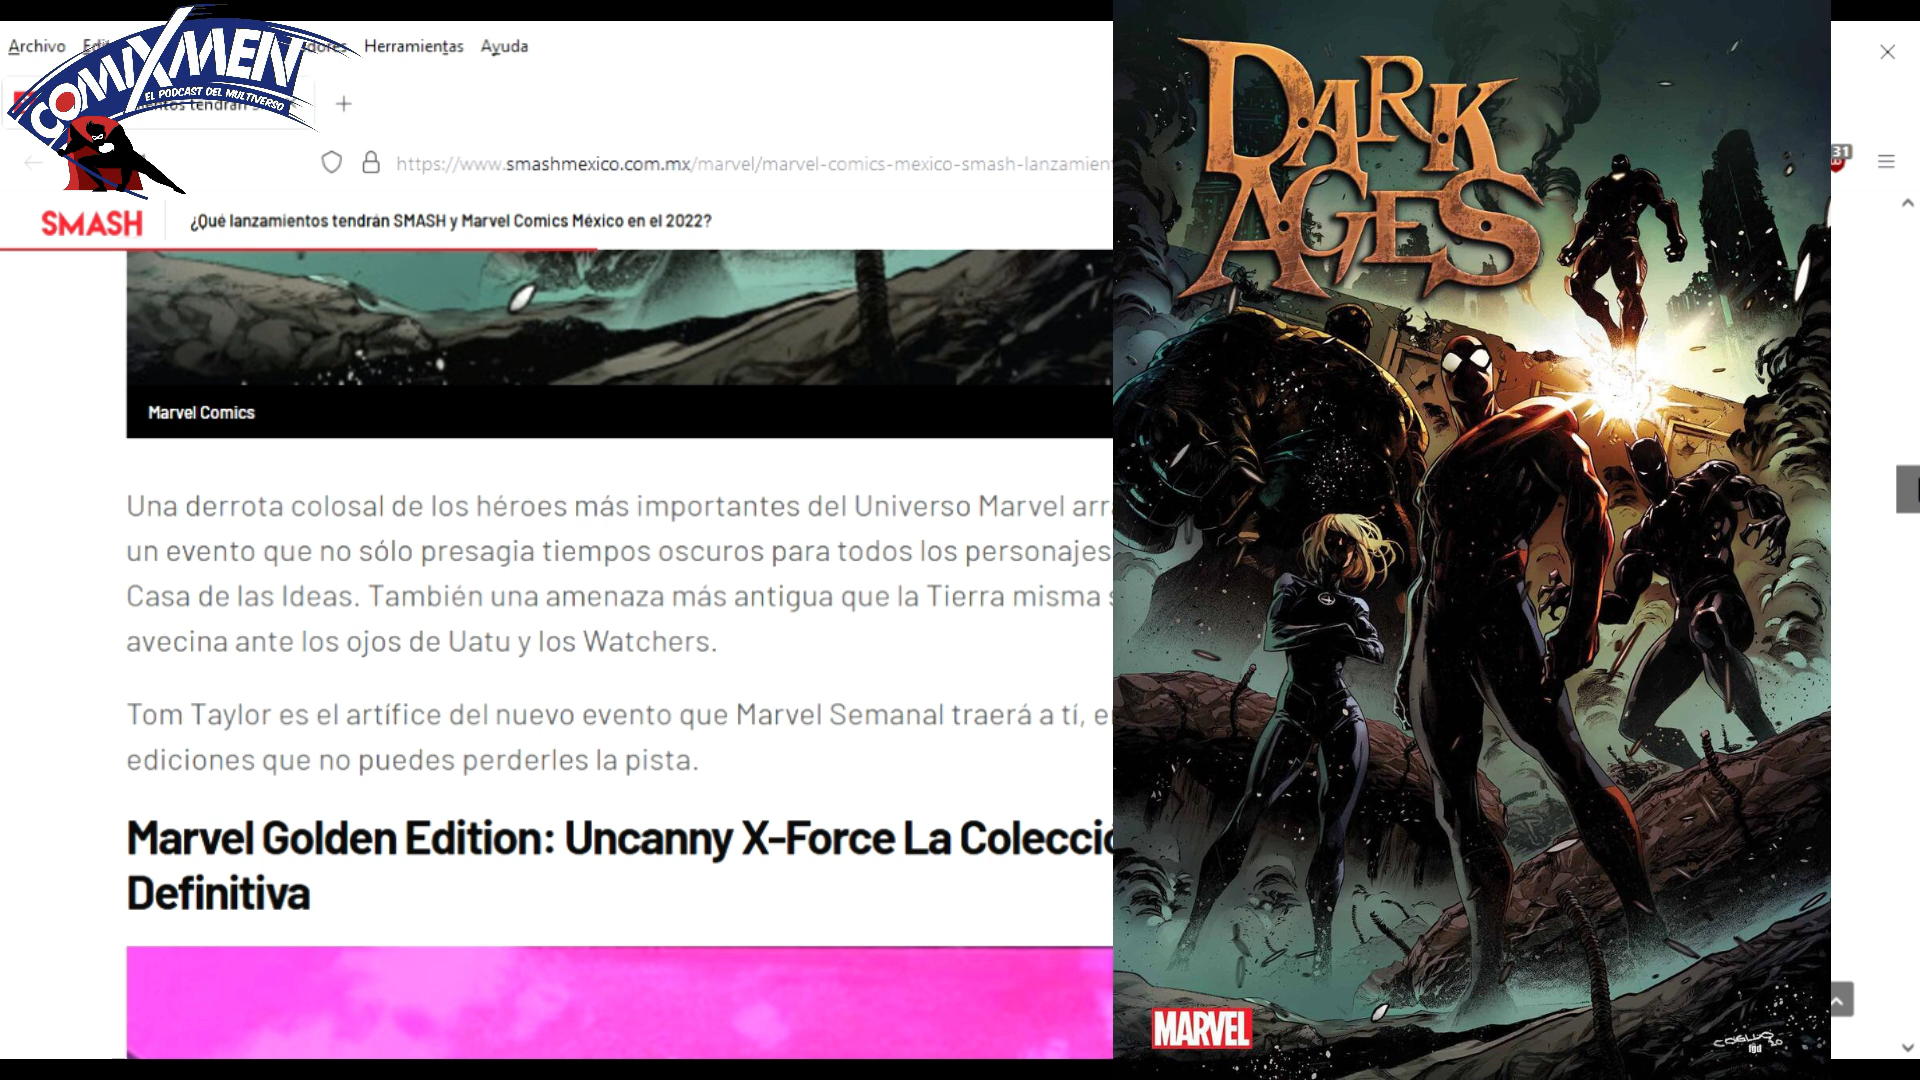 Archivo
Herramientas
Ayuda
COMIXMEN
EL PODCAST DEL MULTIVERSO
https://www.smashmexico.com.mx/marvel/marvel-comics-mexico-smash-lanzamien
31
SMASH
¿Qué lanzamientos tendrán SMASH y Marvel Comics México en el 2022?
Marvel Comics
Una derrota colosal de los héroes más importantes del Universo Marvel arr
un evento que no sólo presagia tiempos oscuros para todos los personajes
Casa de las Ideas. También una amenaza más antigua que la Tierra misma s
avecina ante los ojos de Uatu y los Watchers.
Tom Taylor es el artífice del nuevo evento que Marvel Semanal traerá a tí, e
ediciones que no puedes perderles la pista.
Marvel Golden Edition: Uncanny X-Force La Colecció
Definitiva
DARK
AGES
MARVEL